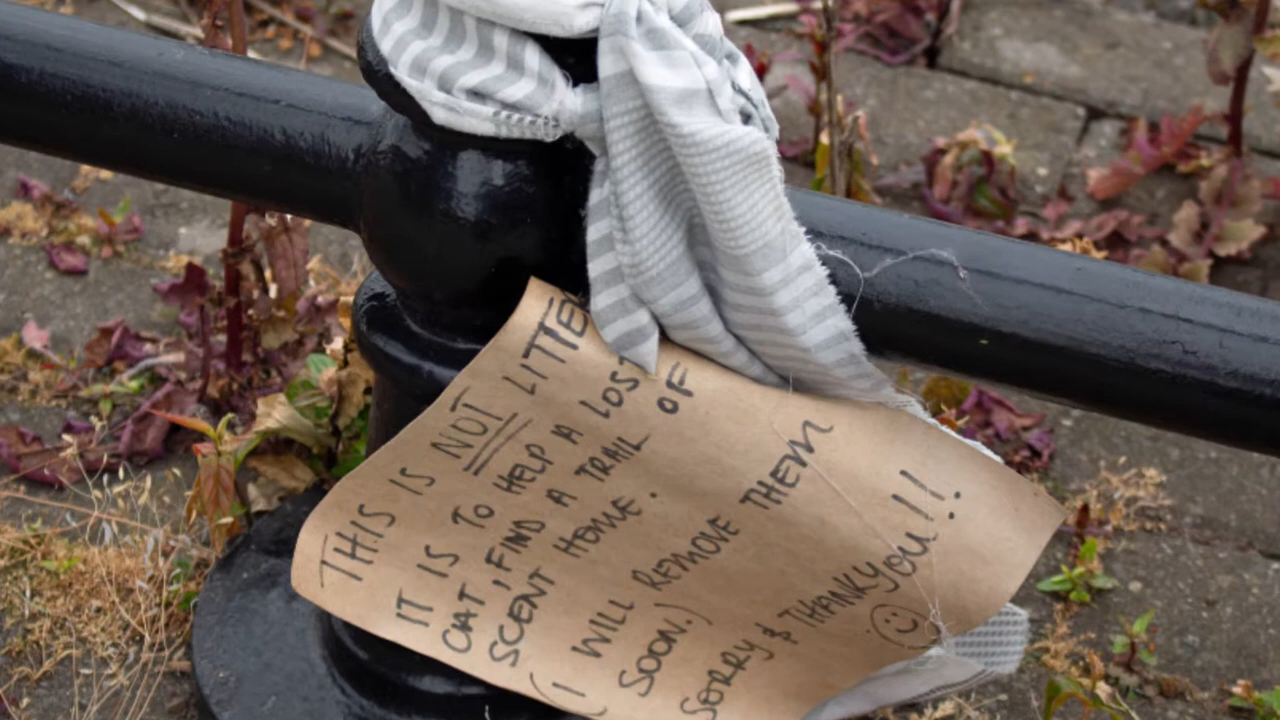 THIS IS NOT LITTER
IT IS TO HELP A LOST
CAT, FIND A TRAIL OF
SCENT HOME.
(I WILL REMOVE THEM
SOON.)
SORRY & THANKYOU!!